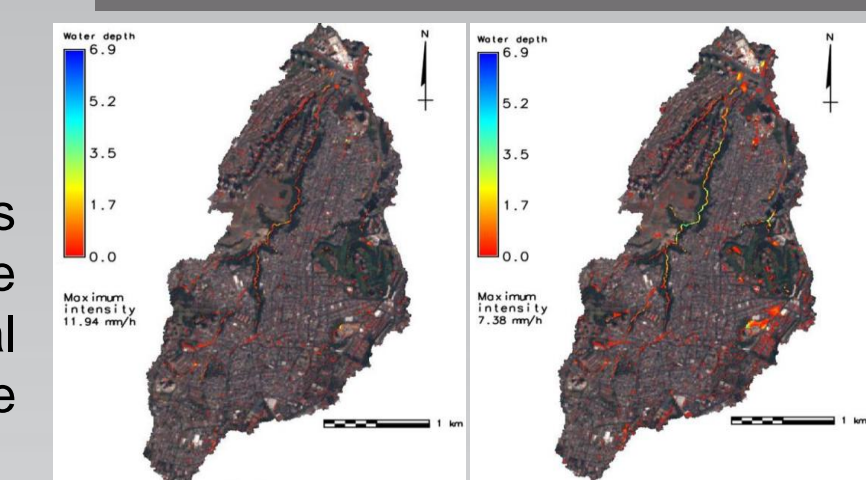 s
e
al
e
Water depth
N
6.9
5.2
3.5
1.7
0.0
Maximum
intensity
11.94 mm/h
1 km
Water depth
N
6.9
5.2
3.5
1.7
0.0
Maximum
intensity
7.38 mm/h
1 km